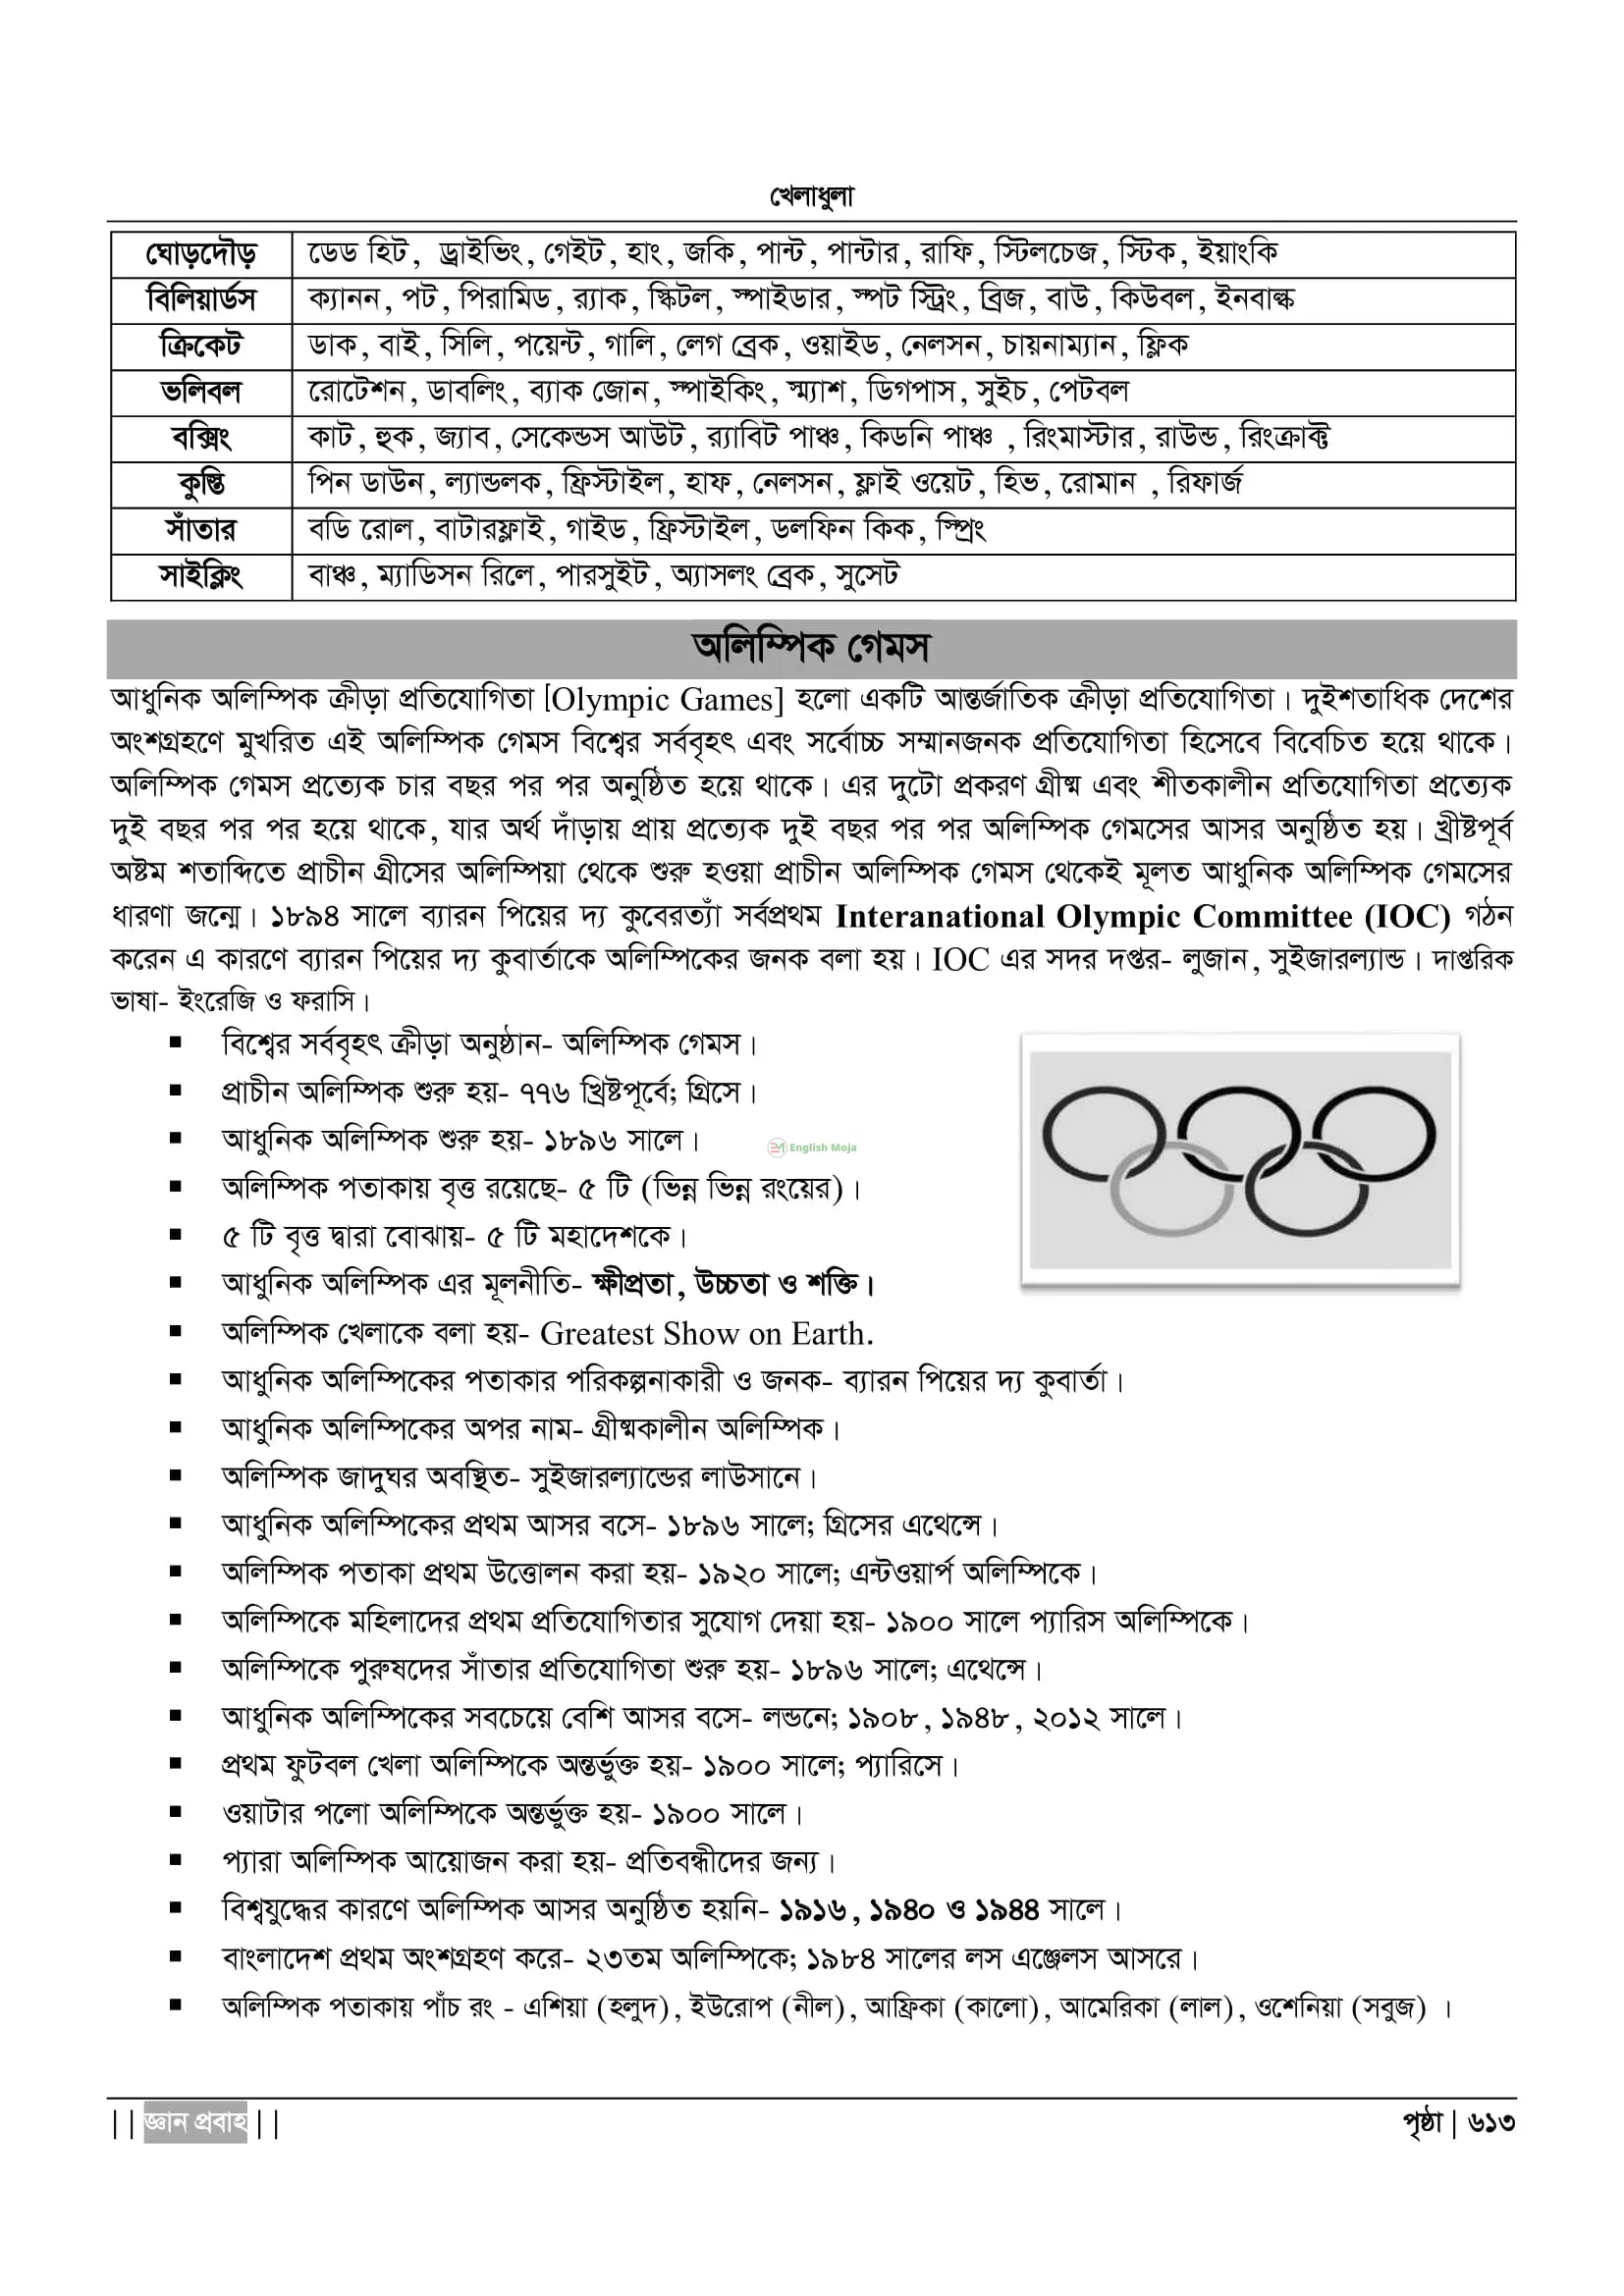 খেলাধুলা
ঘোড়দৌড় ডেড হিট, ড্রাইভিং, গেইট, হাং, জকি, পান্ট, পান্টার, রাফি, স্টিলচেজ, স্টিক, ইয়াংকি
বিলিয়ার্ডস ক্যানন, পট, পিরামিড, র‍্যাক, স্কিটল, স্পাইডার, স্পট স্ট্রিং, ব্রিজ, বাউ, কিউবল, ইনবাল্ক
ক্রিকেট ডাক, বাই, সিলি, পয়েন্ট, গালি, লেগ ব্রেক, ওয়াইড, নেলসন, চায়নাম্যান, ফ্লিক
ভলিবল রোটেশন, ডাবলিং, ব্যাক জোন, স্পাইকিং, স্ম্যাশ, ডিগপাস, সুইচ, পেটবল
বক্সিং কাট, হুক, জ্যাব, সেকেন্ডস আউট, র‍্যাবিট পাঞ্চ, কিডনি পাঞ্চ , রিংমাস্টার, রাউন্ড, রিংক্রাক্ট
কুস্তি পিন ডাউন, ল্যান্ডলক, ফ্রিস্টাইল, হাফ, নেলসন, ফ্লাই ওয়েট, হিভ, রোমান , রিফার্জ
সাঁতার বডি রোল, বাটারফ্লাই, গাইড, ফ্রিস্টাইল, ডলফিন কিক, স্প্রিং
সাইক্লিং বাঞ্চ, ম্যাডিসন রিলে, পারসুইট, অ্যাসলং ব্রেক, সুসেট
অলিম্পিক গেমস
আধুনিক অলিম্পিক ক্রীড়া প্রতিযোগিতা [Olympic Games] হলো একটি আন্তর্জাতিক ক্রীড়া প্রতিযোগিতা। দুইশতাধিক দেশের
অংশগ্রহণে মুখরিত এই অলিম্পিক গেমস বিশ্বের সর্ববৃহৎ এবং সর্বোচ্চ সম্মানজনক প্রতিযোগিতা হিসেবে বিবেচিত হয়ে থাকে।
অলিম্পিক গেমস প্রত্যেক চার বছর পর পর অনুষ্ঠিত হয়ে থাকে। এর দুটো প্রকরণ গ্রীষ্ম এবং শীতকালীন প্রতিযোগিতা প্রত্যেক
দুই বছর পর পর হয়ে থাকে, যার অর্থ দাঁড়ায় প্রায় প্রত্যেক দুই বছর পর পর অলিম্পিক গেমসের আসর অনুষ্ঠিত হয়। খ্রীষ্টপূর্ব
অষ্টম শতাব্দিতে প্রাচীন গ্রীসের অলিম্পিয়া থেকে শুরু হওয়া প্রাচীন অলিম্পিক গেমস থেকেই মূলত আধুনিক অলিম্পিক গেমসের
ধারণা জন্মে। ১৮৯৪ সালে ব্যারন পিয়ের দ্য কুবেরত্যাঁ সর্বপ্রথম Interanational Olympic Committee (IOC) গঠন
করেন এ কারণে ব্যারন পিয়ের দ্য কুবার্তাকে অলিম্পিকের জনক বলা হয়। IOC এর সদর দপ্তর- লুজান, সুইজারল্যান্ড। দাপ্তরিক
ভাষা- ইংরেজি ও ফরাসি।
▪ বিশ্বের সর্ববৃহৎ ক্রীড়া অনুষ্ঠান- অলিম্পিক গেমস।
▪ প্রাচীন অলিম্পিক শুরু হয়- ৭৭৬ খ্রিষ্টপূর্বে; গ্রিসে।
▪ আধুনিক অলিম্পিক শুরু হয়- ১৮৯৬ সালে।
English Moja
▪ অলিম্পিক পতাকায় বৃত্ত রয়েছে- ৫ টি (ভিন্ন ভিন্ন রংয়ের)।
▪ ৫ টি বৃত্ত দ্বারা বোঝায়- ৫ টি মহাদেশকে।
▪ আধুনিক অলিম্পিক এর মূলনীতি- ক্ষীপ্রতা, উচ্চতা ও শক্তি।
▪ অলিম্পিক খেলাকে বলা হয়- Greatest Show on Earth.
▪ আধুনিক অলিম্পিকের পতাকার পরিকল্পনাকারী ও জনক- ব্যারন পিয়ের দ্য কুবার্তা।
▪ আধুনিক অলিম্পিকের অপর নাম- গ্রীষ্মকালীন অলিম্পিক।
▪ অলিম্পিক জাদুঘর অবস্থিত- সুইজারল্যান্ডের লাউসানে।
▪ আধুনিক অলিম্পিকের প্রথম আসর বসে- ১৮৯৬ সালে; গ্রিসের এথেন্সে।
▪ অলিম্পিক পতাকা প্রথম উত্তোলন করা হয়- ১৯২০ সালে; এন্টওয়ার্প অলিম্পিকে।
▪ অলিম্পিকে মহিলাদের প্রথম প্রতিযোগিতার সুযোগ দেয়া হয়- ১৯০০ সালে প্যারিস অলিম্পিকে।
▪ অলিম্পিকে পুরুষদের সাঁতার প্রতিযোগিতা শুরু হয়- ১৮৯৬ সালে; এথেন্সে।
▪ আধুনিক অলিম্পিকের সবচেয়ে বেশি আসর বসে- লন্ডনে; ১৯০৮, ১৯৪৮, ২০১২ সালে।
▪ প্রথম ফুটবল খেলা অলিম্পিকে অন্তর্ভুক্ত হয়- ১৯০০ সালে; প্যারিসে।
▪ ওয়াটার পলো অলিম্পিকে অন্তর্ভুক্ত হয়- ১৯০০ সালে।
▪ প্যারা অলিম্পিক আয়োজন করা হয়- প্রতিবন্ধীদের জন্য।
▪ বিশ্বযুদ্ধের কারণে অলিম্পিক আসর অনুষ্ঠিত হয়নি- ১৯১৬, ১৯৪০ ও ১৯৪৪ সালে।
▪ বাংলাদেশ প্রথম অংশগ্রহণ করে- ২৩তম অলিম্পিকে; ১৯৮৪ সালের লস এঞ্জেলস আসরে।
▪ অলিম্পিক পতাকায় পাঁচ রং - এশিয়া (হলুদ), ইউরোপ (নীল), আফ্রিকা (কালো), আমেরিকা (লাল), ওশেনিয়া (সবুজ) ।
|| জ্ঞান প্রবাহ || পৃষ্ঠা | ৬১৩